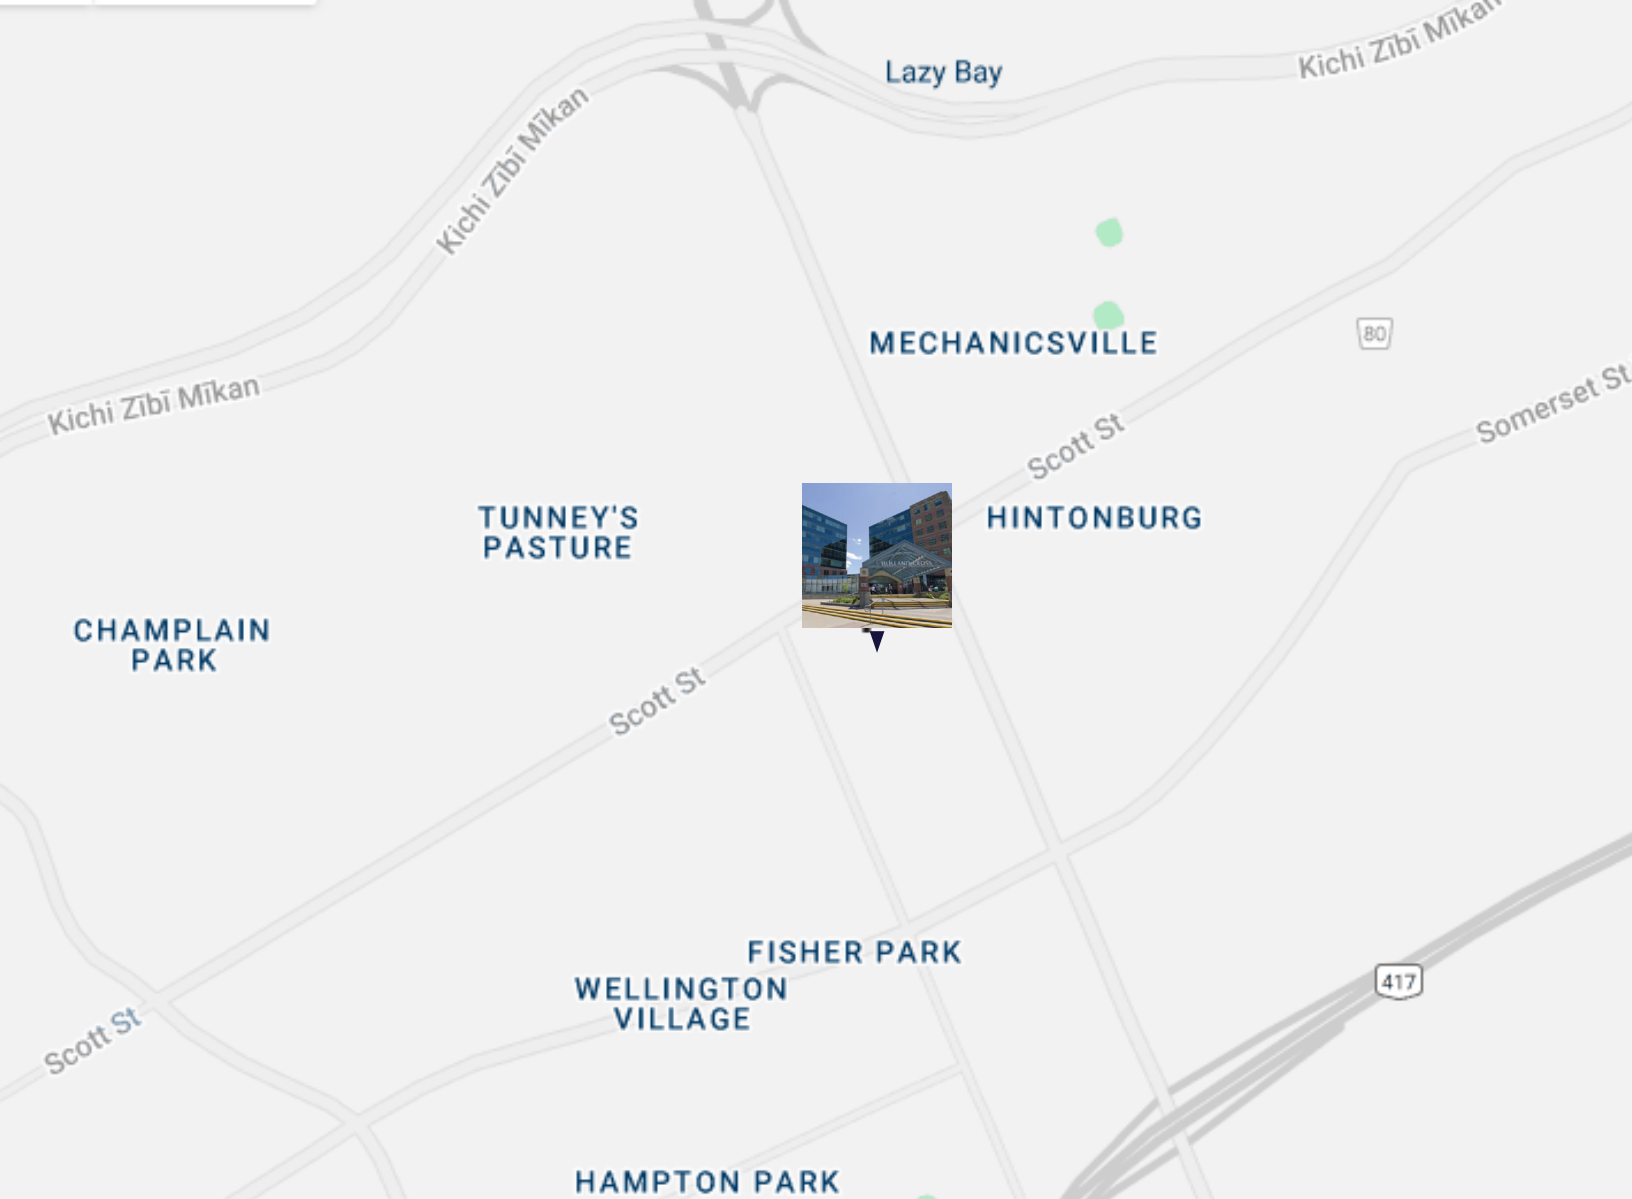 Kichi Zībī Mīkan
Lazy Bay
Kichi Zībī Mīkan
MECHANICSVILLE
80
Kichi Zībī Mīkan
Somerset St
Scott St
TUNNEY'S
PASTURE
HINTONBURG
CHAMPLAIN
PARK
Scott St
FISHER PARK
WELLINGTON
VILLAGE
417
Scott St
HAMPTON PARK